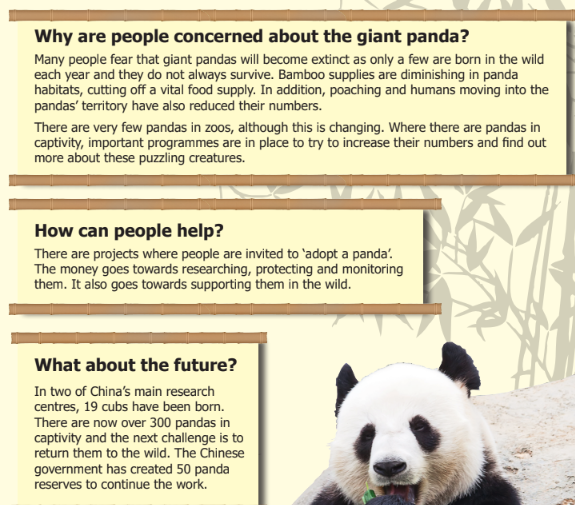 Why are people concerned about the giant panda?
Many people fear that giant pandas will become extinct as only a few are born in the wild
each year and they do not always survive. Bamboo supplies are diminishing in panda
habitats, cutting off a vital food supply. In addition, poaching and humans moving into the
pandas' territory have also reduced their numbers.
There are very few pandas in zoos, although this is changing. Where there are pandas in
captivity, important programmes are in place to try to increase their numbers and find out
more about these puzzling creatures.
How can people help?
There are projects where people are invited to 'adopt a panda'.
The money goes towards researching, protecting and monitoring
them. It also goes towards supporting them in the wild.
What about the future?
In two of China's main research
centres, 19 cubs have been born.
There are now over 300 pandas in
captivity and the next challenge is to
return them to the wild. The Chinese
government has created 50 panda
reserves to continue the work.